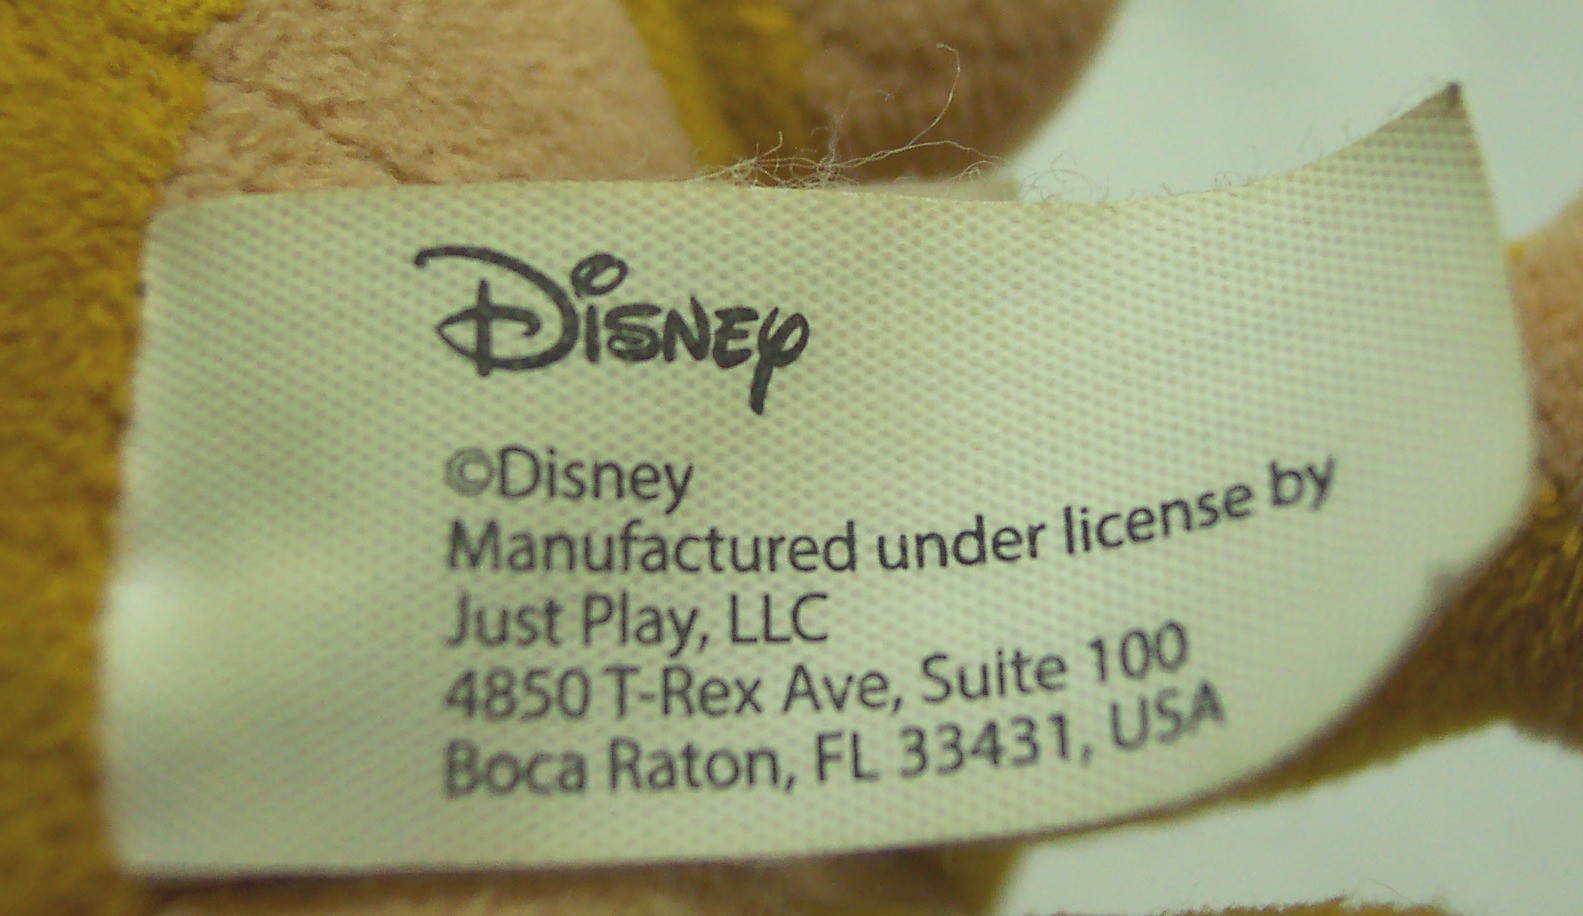 Disney
©Disney
Manufactured under license by
Just Play, LLC
4850 T-Rex Ave, Suite 100
Boca Raton, FL 33431, USA